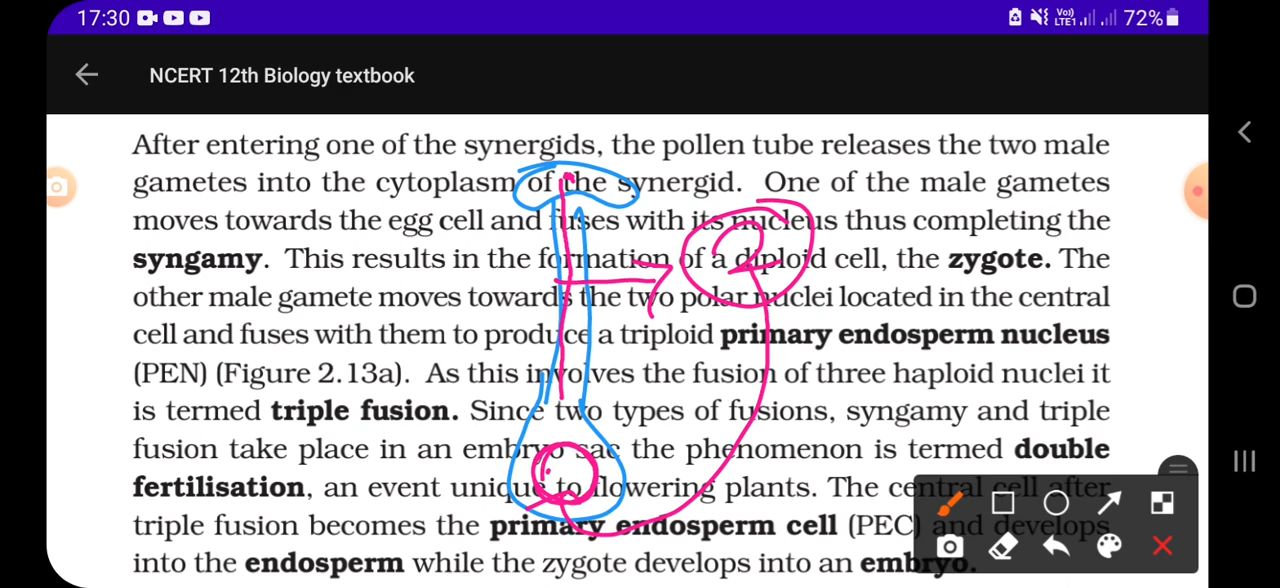 17:30
Vo)) LTE1 72%
NCERT 12th Biology textbook
After entering one of the synergids, the pollen tube releases the two male
gametes into the cytoplasm of the synergid. One of the male gametes
moves towards the egg cell and fuses with its nucleus thus completing the
syngamy. This results in the formation of a diploid cell, the zygote. The
other male gamete moves towards the two polar nuclei located in the central
cell and fuses with them to produce a triploid primary endosperm nucleus
(PEN) (Figure 2.13a). As this involves the fusion of three haploid nuclei it
is termed triple fusion. Since two types of fusions, syngamy and triple
fusion take place in an embryo sac the phenomenon is termed double
fertilisation, an event unique to flowering plants. The central cell after
triple fusion becomes the primary endosperm cell (PEC) and develops
into the endosperm while the zygote develops into an embryo.
2